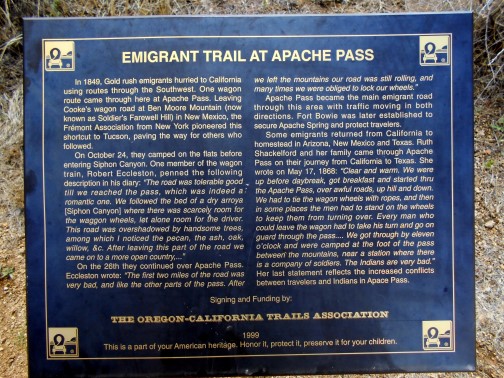 EMIGRANT TRAIL AT APACHE PASS
In 1849, Gold rush emigrants hurried to California
using routes through the Southwest. One wagon
route came through here at Apache Pass. Leaving
Cooke's wagon road at Ben Moore Mountain (now
known as Soldier's Farewell Hill) in New Mexico, the
Frémont Association from New York pioneered this
shortcut to Tucson, paving the way for others who
followed.
On October 24, they camped on the flats before
entering Siphon Canyon. One member of the wagon
train, Robert Eccleston, penned the following
description in his diary: "The road was tolerable good
till we reached the pass, which was indeed a
romantic one. We followed the bed of a dry arroya
[Siphon Canyon] where there was scarcely room for
the waggon wheels, let alone room for the driver.
This road was overshadowed by handsome trees,
among which I noticed the pecan, the ash, oak,
willow, &c. After leaving this part of the road we
came on to a more open country,..."
On the 26th they continued over Apache Pass.
Eccleston wrote: "The first two miles of the road was
very bad, and like the other parts of the pass. After
we left the mountains our road was still rolling, and
many times we were obliged to lock our wheels."
Apache Pass became the main emigrant road
through this area with traffic moving in both
directions. Fort Bowie was later established to
secure Apache Spring and protect travelers.
Some emigrants returned from California to
homestead in Arizona, New Mexico and Texas. Ruth
Shackelford and her family came through Apache
Pass on their journey from California to Texas. She
wrote on May 17, 1868: "Clear and warm. We were
up before daybreak, got breakfast and started thru
the Apache Pass, over awful roads, up hill and down.
We had to tie the wagon wheels with ropes, and then
in some places the men had to stand on the wheels
to keep them from turning over. Every man who
could leave the wagon had to take his turn and go on
guard through the pass.... We got through by eleven
o'clock and were camped at the foot of the pass
between the mountains, near a station where there
is a company of soldiers. The Indians are very bad."
Her last statement reflects the increased conflicts
between travelers and Indians in Apace Pass.
Signing and Funding by:
THE OREGON-CALIFORNIA TRAILS ASSOCIATION
1999
This is a part of your American heritage. Honor it, protect it, preserve it for your children.